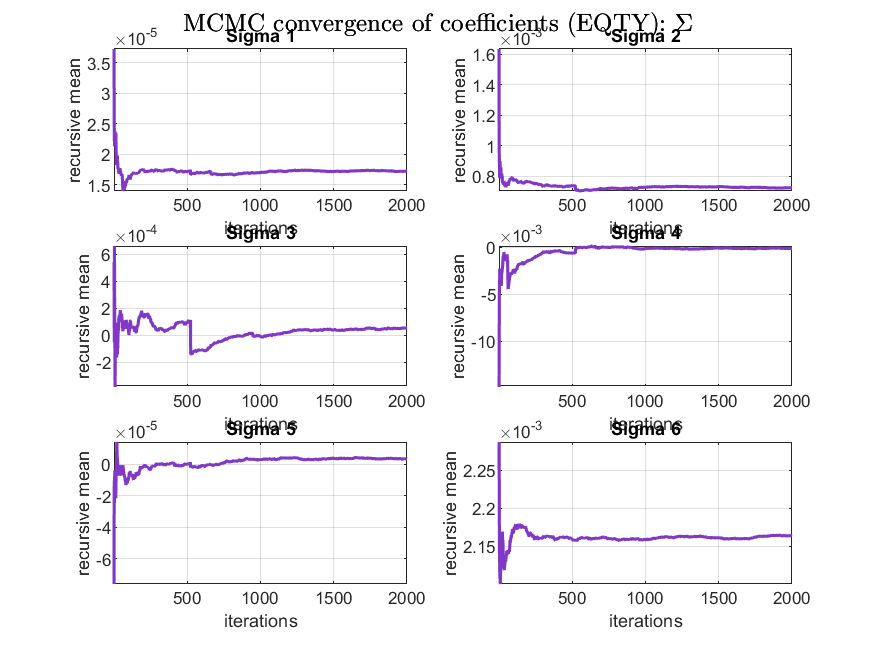 MCMC convergence of coefficients (EQTY): Σ
×10-5
Sigma 1
recursive mean
3.5
3
2.5
2
1.5
500 1000 1500 2000
iterations
×10-3
Sigma 2
recursive mean
1.6
1.4
1.2
1
0.8
500 1000 1500 2000
iterations
×10-4
Sigma 3
recursive mean
6
4
2
0
-2
500 1000 1500 2000
iterations
×10-3
Sigma 4
recursive mean
0
-5
-10
500 1000 1500 2000
iterations
×10-5
Sigma 5
recursive mean
0
-2
-4
-6
500 1000 1500 2000
iterations
×10-3
Sigma 6
recursive mean
2.25
2.2
2.15
500 1000 1500 2000
iterations